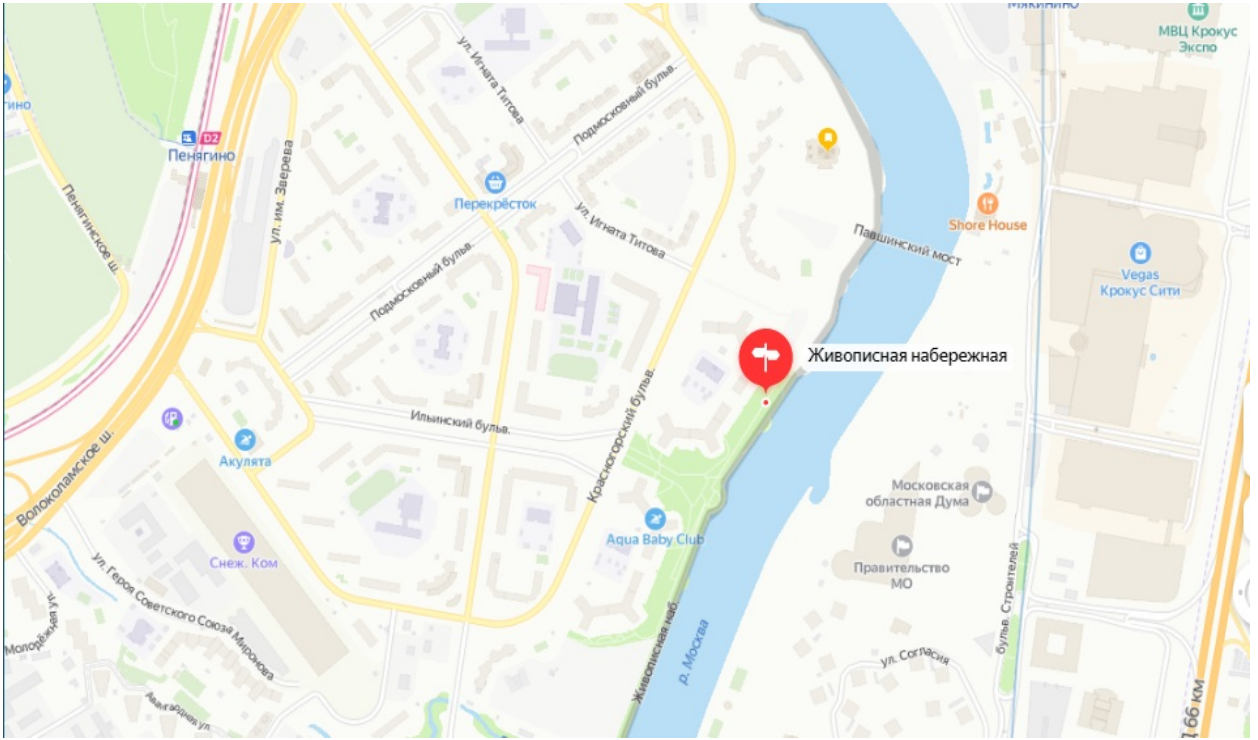 Мякинино
МВЦ Крокус
Экспо
ул. Игната Титова
Подмосковный бульв.
D2
Пенягино
ул. им. Зверева
Перекрёсток
Пенягинское ш.
ул. Игната Титова
Shore House
Павшинский мост
Vegas
Крокус Сити
Подмосковный бульв.
Живописная набережная
Красногорский бульв.
Ильинский бульв.
Акулята
Волоколамское ш.
Московская
областная Дума
Aqua Baby Club
Снеж. Ком
Правительство
МО
ул. Героя Советского Союза Миронова
бульв. Строителей
Молодёжная ул.
Живописная наб.
р. Москва
ул. Согласия
Авангардная ул.
66 км